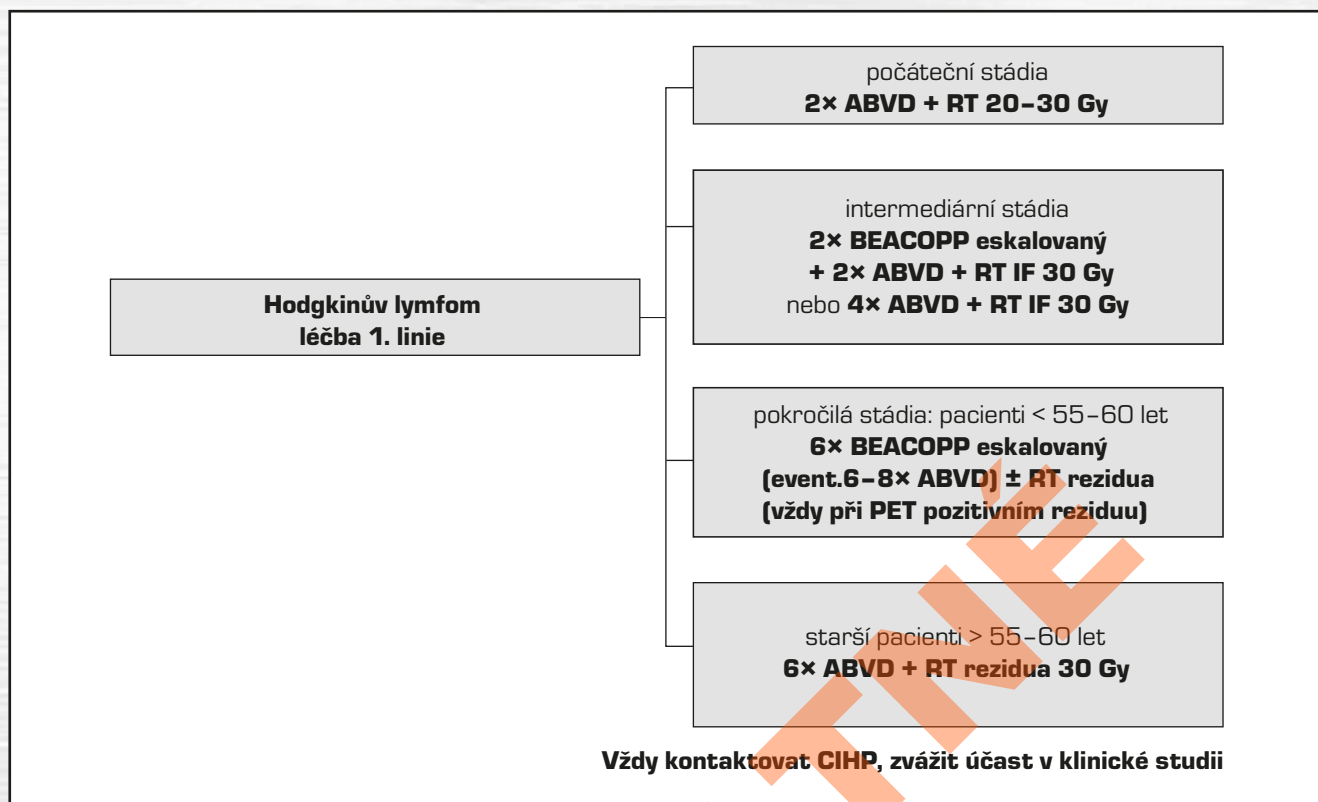 počáteční stádia
2× ABVD + RT 20–30 Gy
intermediární stádia
2× BEACOPP eskalovaný
+ 2× ABVD + RT IF 30 Gy
nebo 4× ABVD + RT IF 30 Gy
Hodgkinův lymfom
léčba 1. linie
pokročilá stádia: pacienti < 55–60 let
6× BEACOPP eskalovaný
(event.6–8× ABVD) ± RT rezidua
(vždy při PET pozitivním reziduu)
starší pacienti > 55–60 let
6× ABVD + RT rezidua 30 Gy
Vždy kontaktovat CIHP, zvážit účast v klinické studii
TNÉ